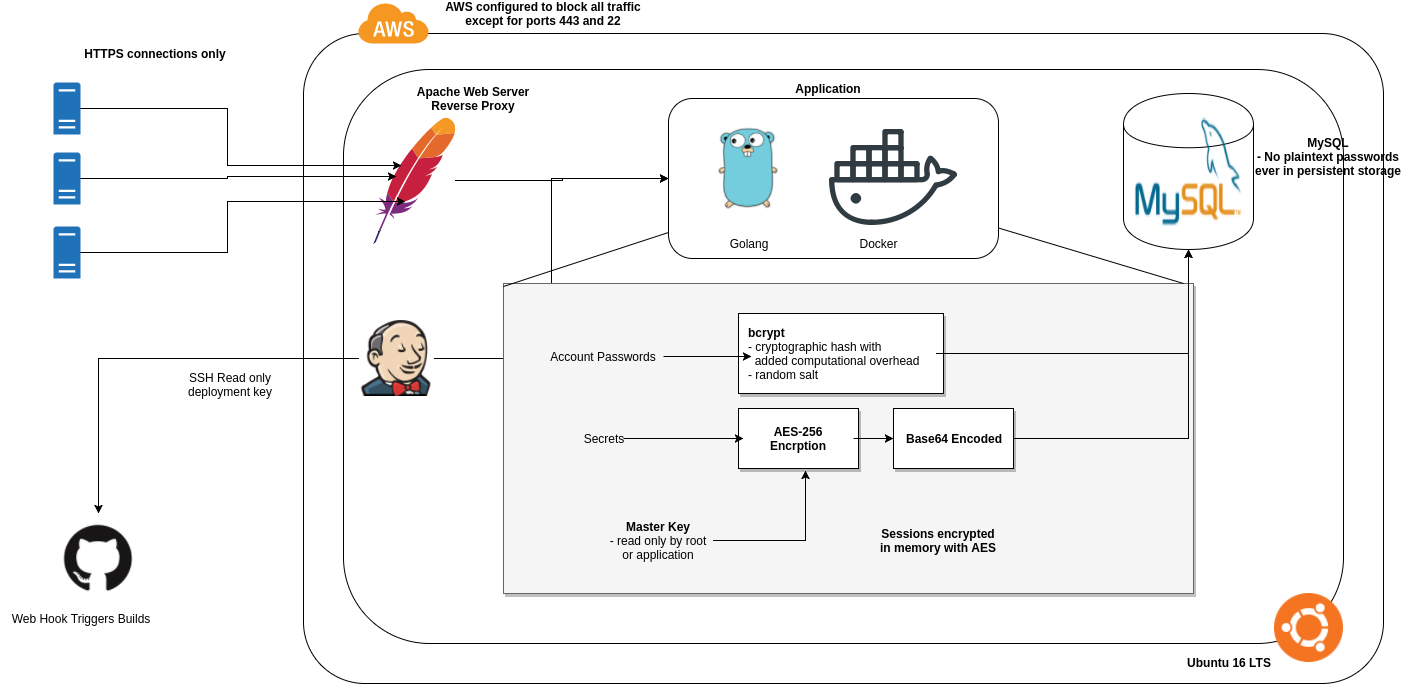 AWS configured to block all traffic
except for ports 443 and 22
AWS
HTTPS connections only
Apache Web Server
Reverse Proxy
Application
Golang
Docker
MySQL
- No plaintext passwords
ever in persistent storage
MySQL
TM
SSH Read only
deployment key
Account Passwords
bcrypt
- cryptographic hash with
added computational overhead
- random salt
Secrets
AES-256
Encrption
Base64 Encoded
Master Key
- read only by root
or application
Sessions encrypted
in memory with AES
Web Hook Triggers Builds
Ubuntu 16 LTS